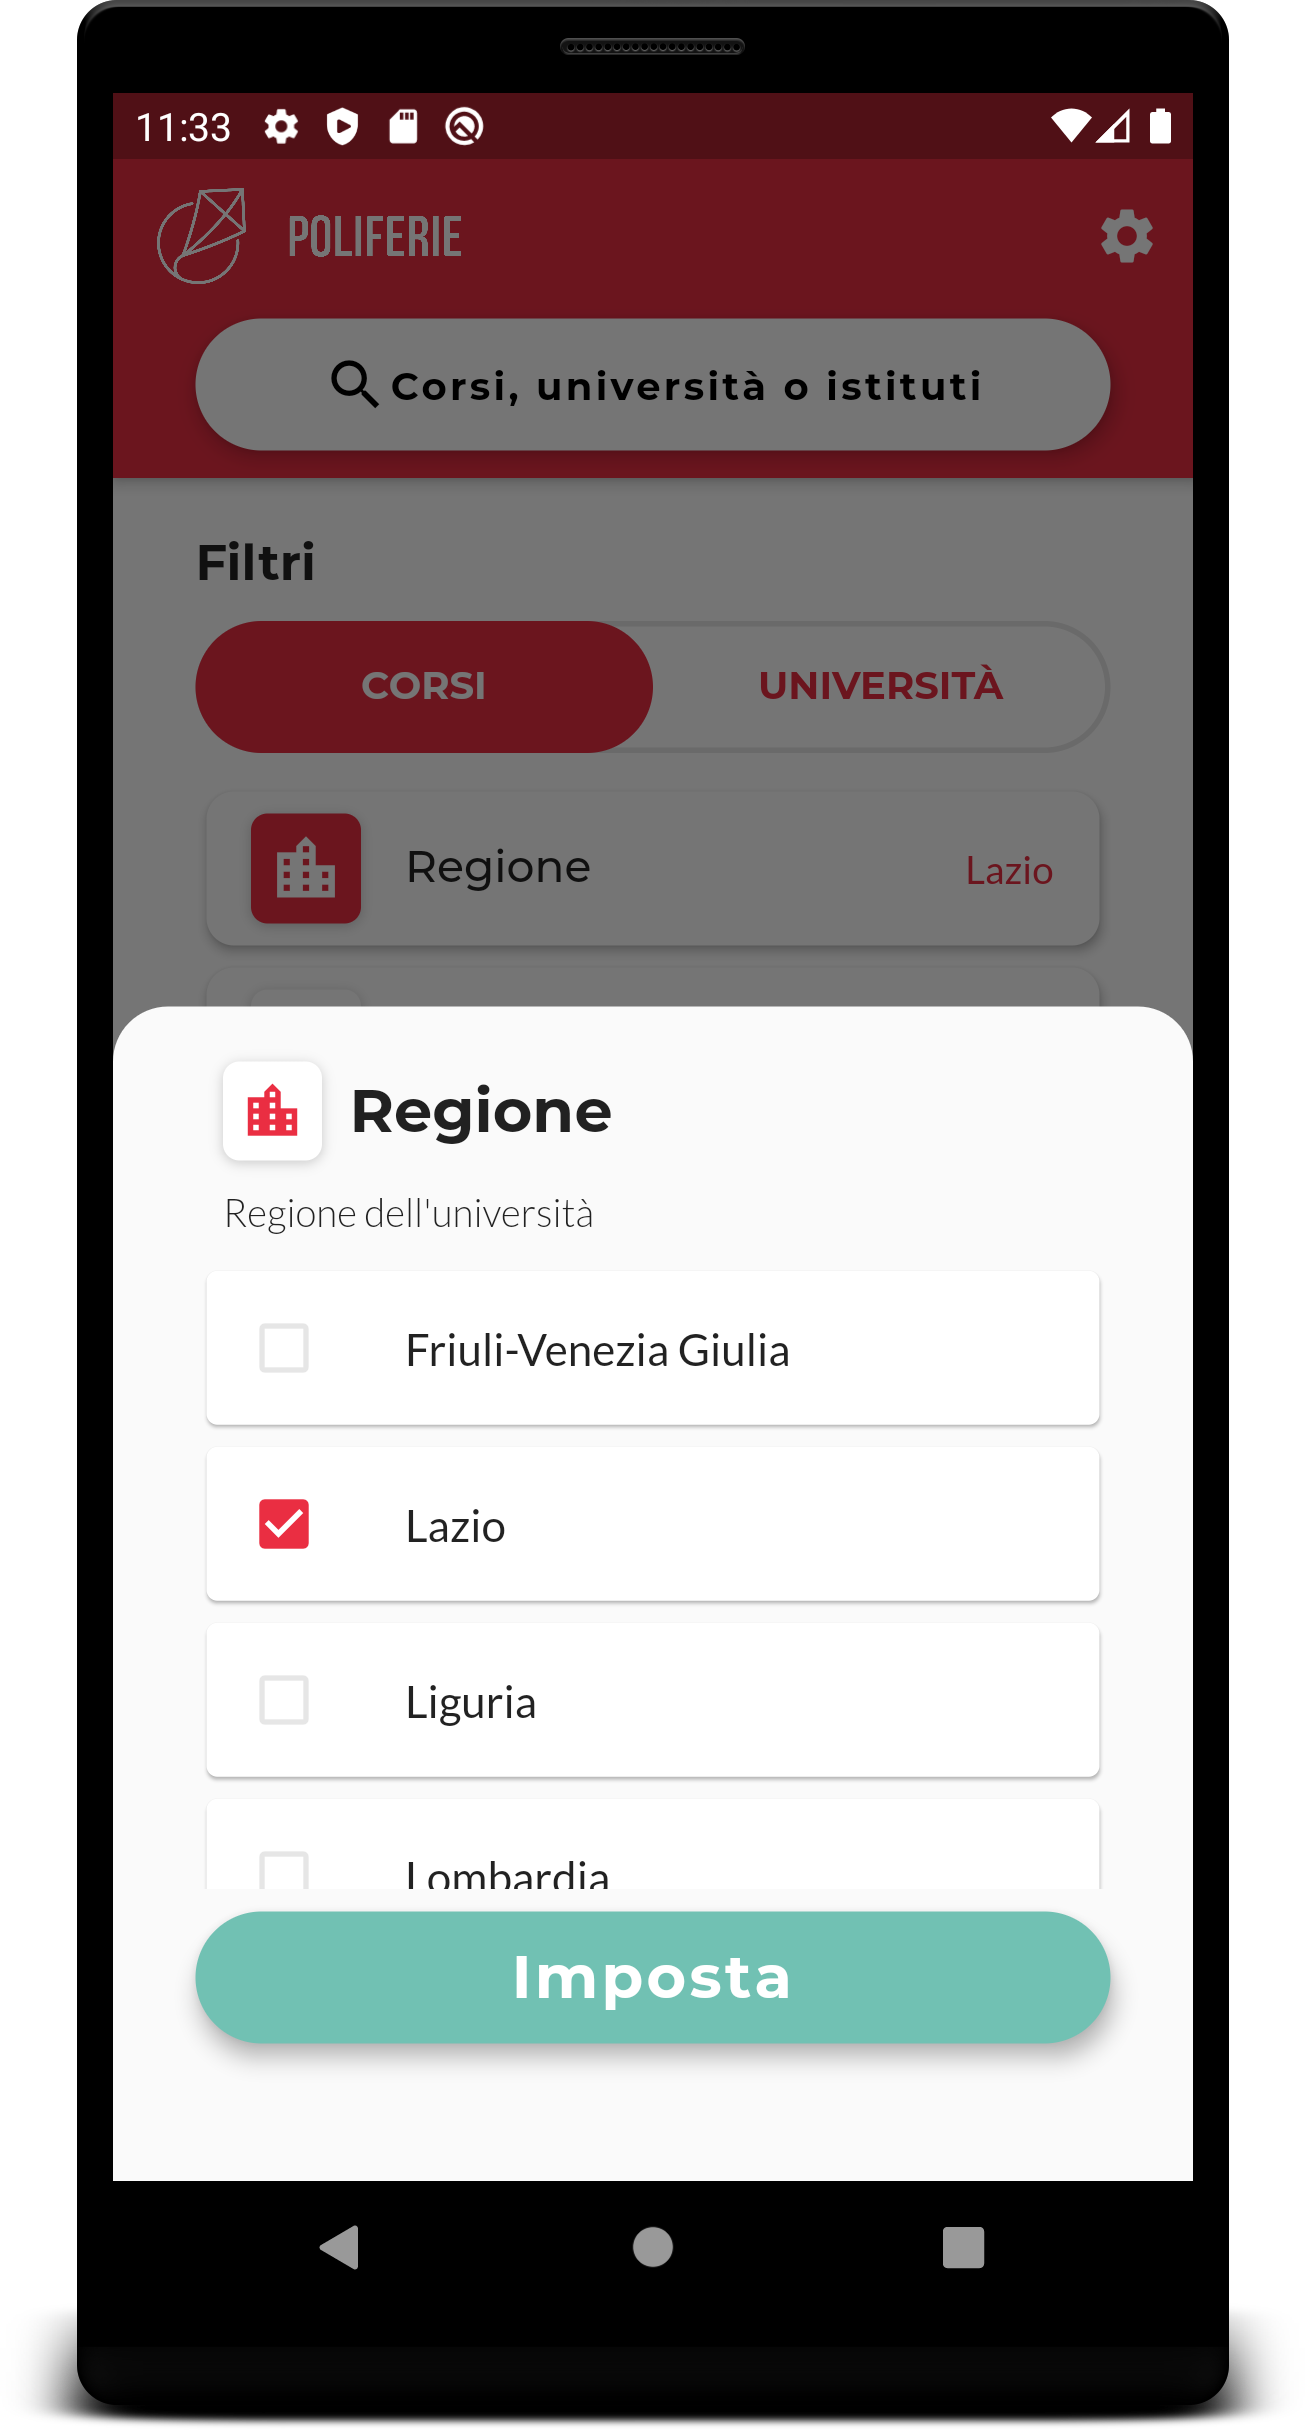 11:33
POLIFERIE
Corsi, università o istituti
Filtri
CORSI
UNIVERSITÀ
Regione
Lazio
Regione
Regione dell'università
Friuli-Venezia Giulia
Lazio
Liguria
Lombardia
Imposta